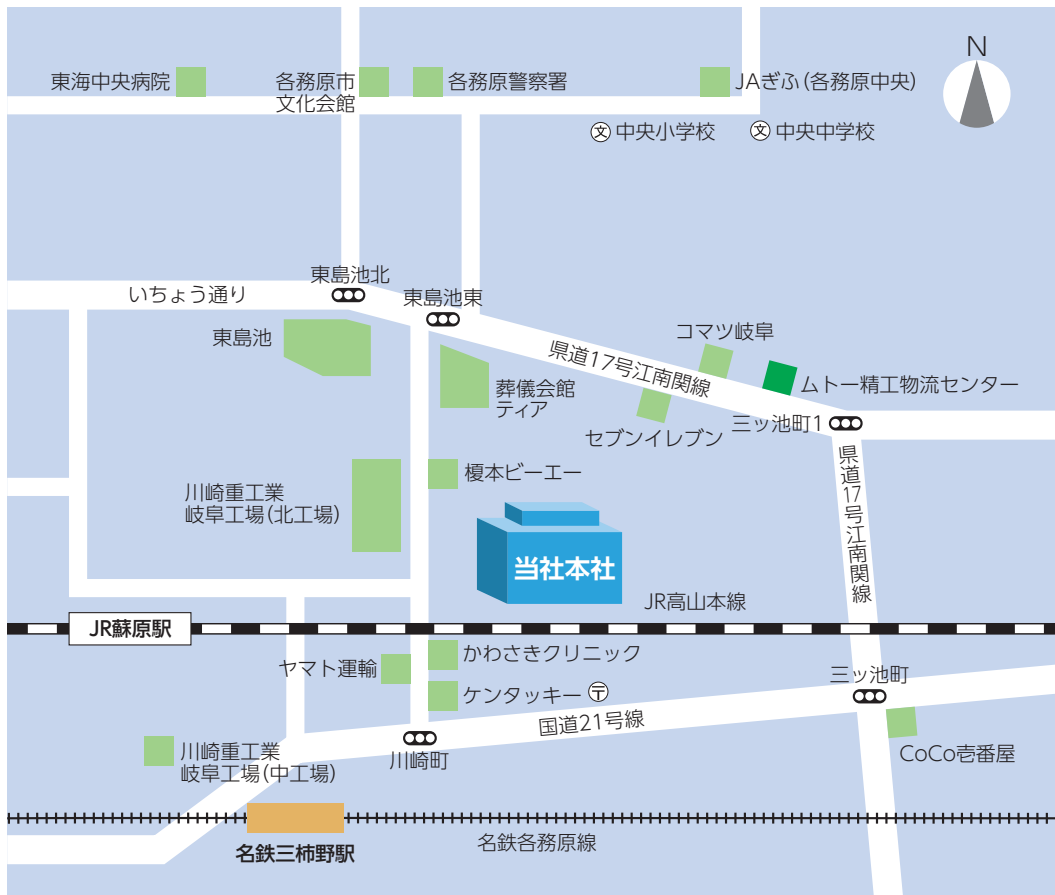 N
東海中央病院
各務原市
文化会館
各務原警察署
JAぎふ(各務原中央)
文 中央小学校
文 中央中学校
東島池北
いちょう通り
東島池東
東島池
コマツ岐阜
県道17号江南関線
ムトー精工物流センター
葬儀会館
ティア
セブンイレブン
三ッ池町1
榎本ビーエー
川崎重工業
岐阜工場(北工場)
県道17号江南関線
当社本社
JR高山本線
JR蘇原駅
かわさきクリニック
ヤマト運輸
ケンタッキー 〒
三ッ池町
国道21号線
川崎重工業
岐阜工場(中工場)
川崎町
CoCo壱番屋
名鉄各務原線
名鉄三柿野駅